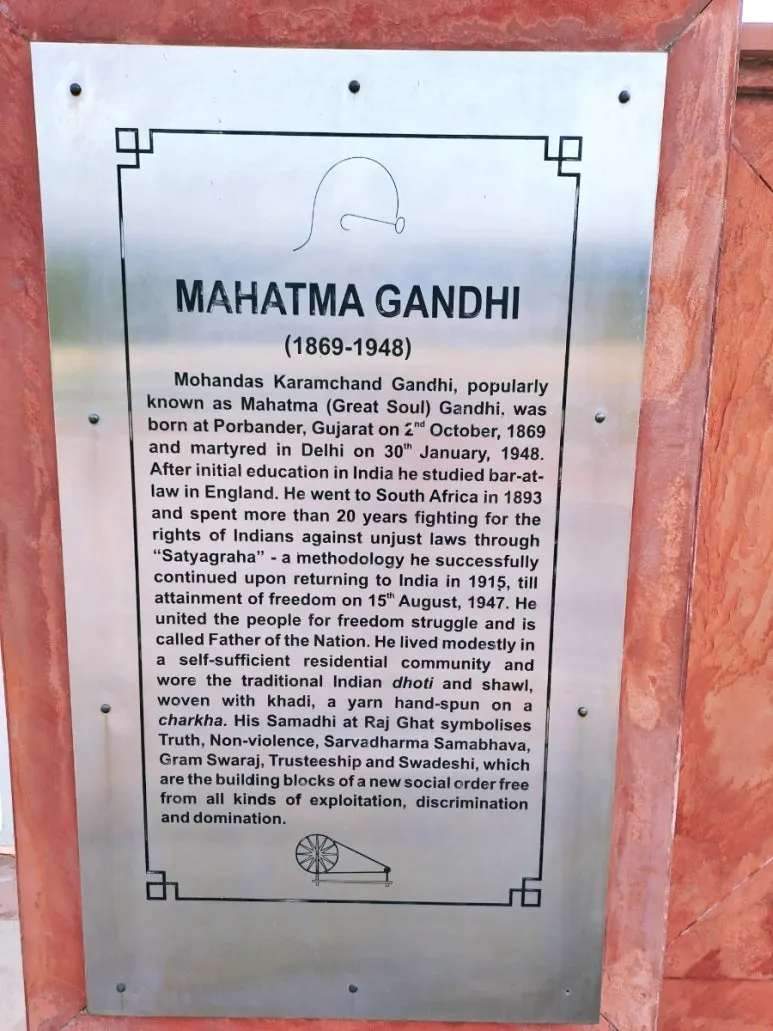 MAHATMA GANDHI
(1869-1948)
Mohandas Karamchand Gandhi, popularly
known as Mahatma (Great Soul) Gandhi, was
born at Porbander, Gujarat on 2nd October, 1869
and martyred in Delhi on 30th January, 1948.
After initial education in India he studied bar-at-
law in England. He went to South Africa in 1893
and spent more than 20 years fighting for the
rights of Indians against unjust laws through
“Satyagraha” - a methodology he successfully
continued upon returning to India in 1915, till
attainment of freedom on 15th August, 1947. He
united the people for freedom struggle and is
called Father of the Nation. He lived modestly in
a self-sufficient residential community and
wore the traditional Indian dhoti and shawl,
woven with khadi, a yarn hand-spun on a
charkha. His Samadhi at Raj Ghat symbolises
Truth, Non-violence, Sarvadharma Samabhava,
Gram Swaraj, Trusteeship and Swadeshi, which
are the building blocks of a new social order free
from all kinds of exploitation, discrimination
and domination.